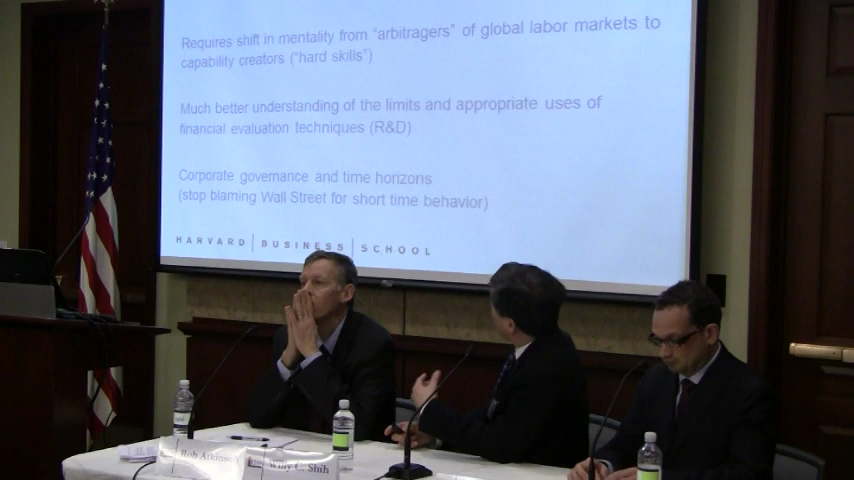 Requires shift in mentality from "arbitragers" of global labor markets to
capability creators ("hard skills")
Much better understanding of the limits and appropriate uses of
financial evaluation techniques (R&D)
Corporate governance and time horizons
(stop blaming Wall Street for short time behavior)
HARVARD | BUSINESS | SCHOOL
Rob Atkinson
Willy C. Shih